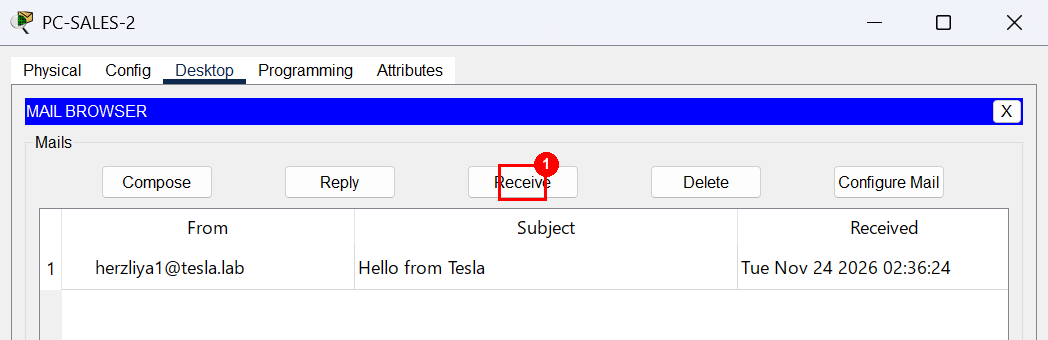 PC-SALES-2
Physical Config Desktop Programming Attributes
MAIL BROWSER X
Mails
1
Compose Reply Receive Delete Configure Mail
From Subject Received
1 herzliya1@tesla.lab Hello from Tesla Tue Nov 24 2026 02:36:24